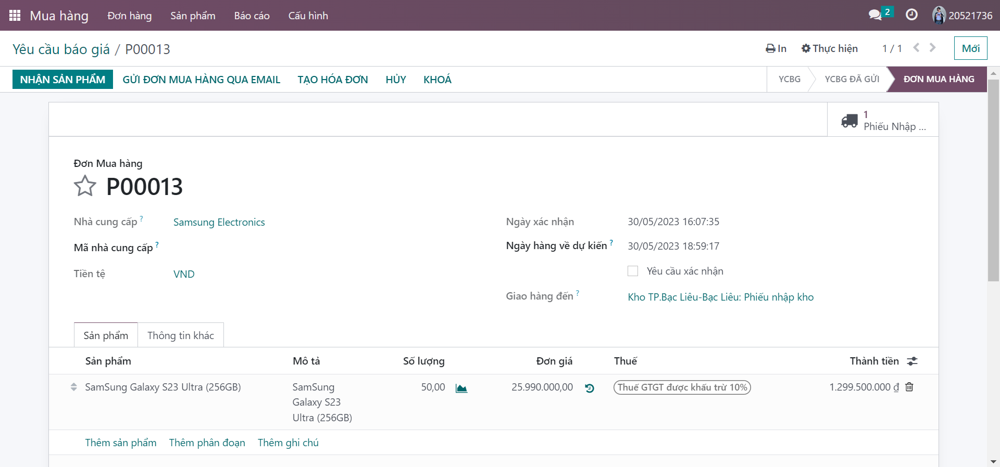 Mua hàng Đơn hàng Sản phẩm Báo cáo Cấu hình 2 20521736
Yêu cầu báo giá / P00013 In Thực hiện 1 / 1 Mới
NHẬN SẢN PHẨM GỬI ĐƠN MUA HÀNG QUA EMAIL TẠO HÓA ĐƠN HỦY KHOÁ YCBG YCBG ĐÃ GỬI ĐƠN MUA HÀNG
1
Phiếu Nhập ...
Đơn Mua hàng
P00013
Nhà cung cấp ? Samsung Electronics
Mã nhà cung cấp ?
Tiền tệ VND
Ngày xác nhận 30/05/2023 16:07:35
Ngày hàng về dự kiến ? 30/05/2023 18:59:17
Yêu cầu xác nhận
Giao hàng đến ? Kho TP.Bạc Liêu-Bạc Liêu: Phiếu nhập kho
Sản phẩm Thông tin khác
Sản phẩm Mô tả Số lượng Đơn giá Thuế Thành tiền
SamSung Galaxy S23 Ultra (256GB) SamSung 50,00 25.990.000,00 Thuế GTGT được khấu trừ 10% 1.299.500.000 ₫
Galaxy S23
Ultra (256GB)
Thêm sản phẩm Thêm phân đoạn Thêm ghi chú